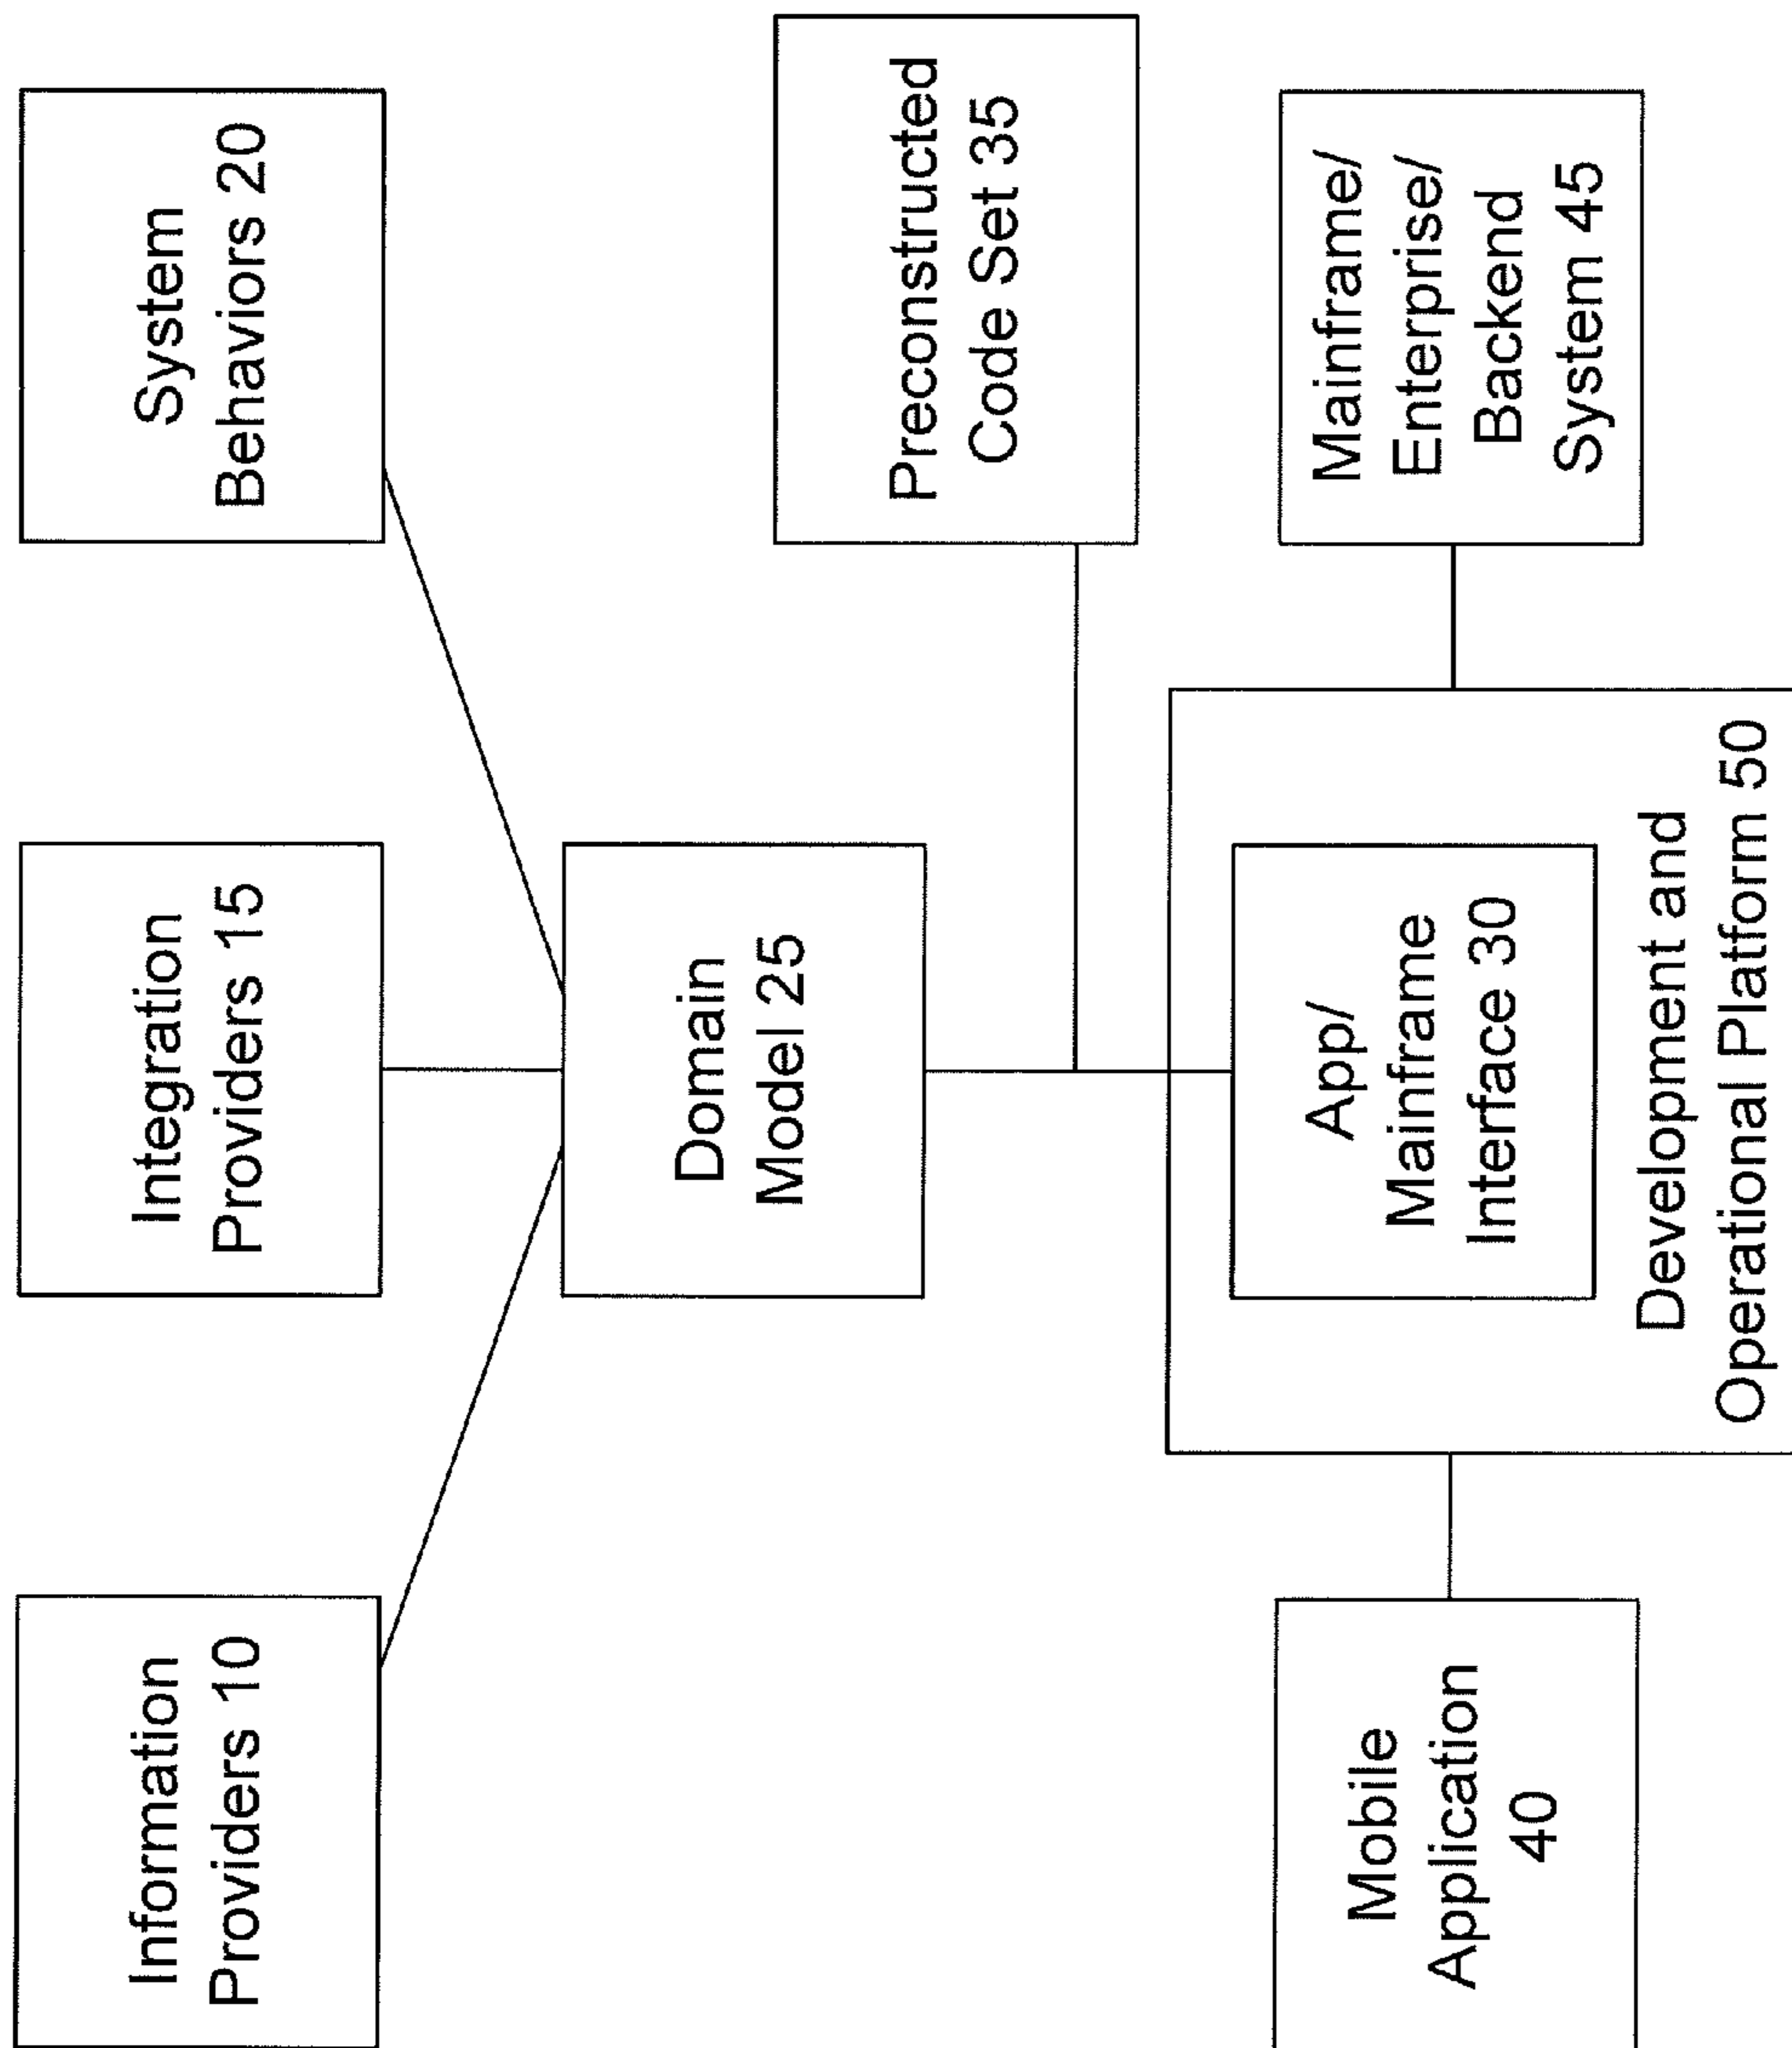 Information
Providers 10
Integration
Providers 15
System
Behaviors 20
Domain
Model 25
Preconstructed
Code Set 35
Mobile
Application
40
App/
Mainframe
Interface 30
Development and
Operational Platform 50
Mainframe/
Enterprise/
Backend
System 45